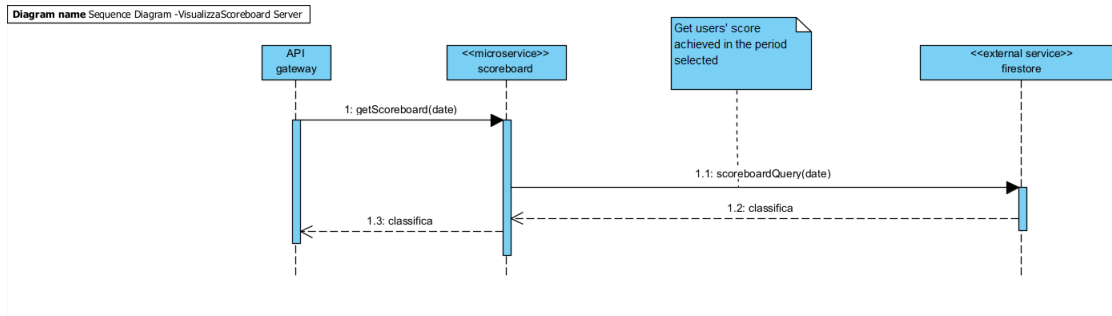 Diagram name Sequence Diagram -VisualizzaScoreboard Server
API
gateway
<<microservice>>
scoreboard
Get users' score
achieved in the period
selected
<<external service>>
firestore
1: getScoreboard(date)
1.1: scoreboardQuery(date)
1.2: classifica
1.3: classifica